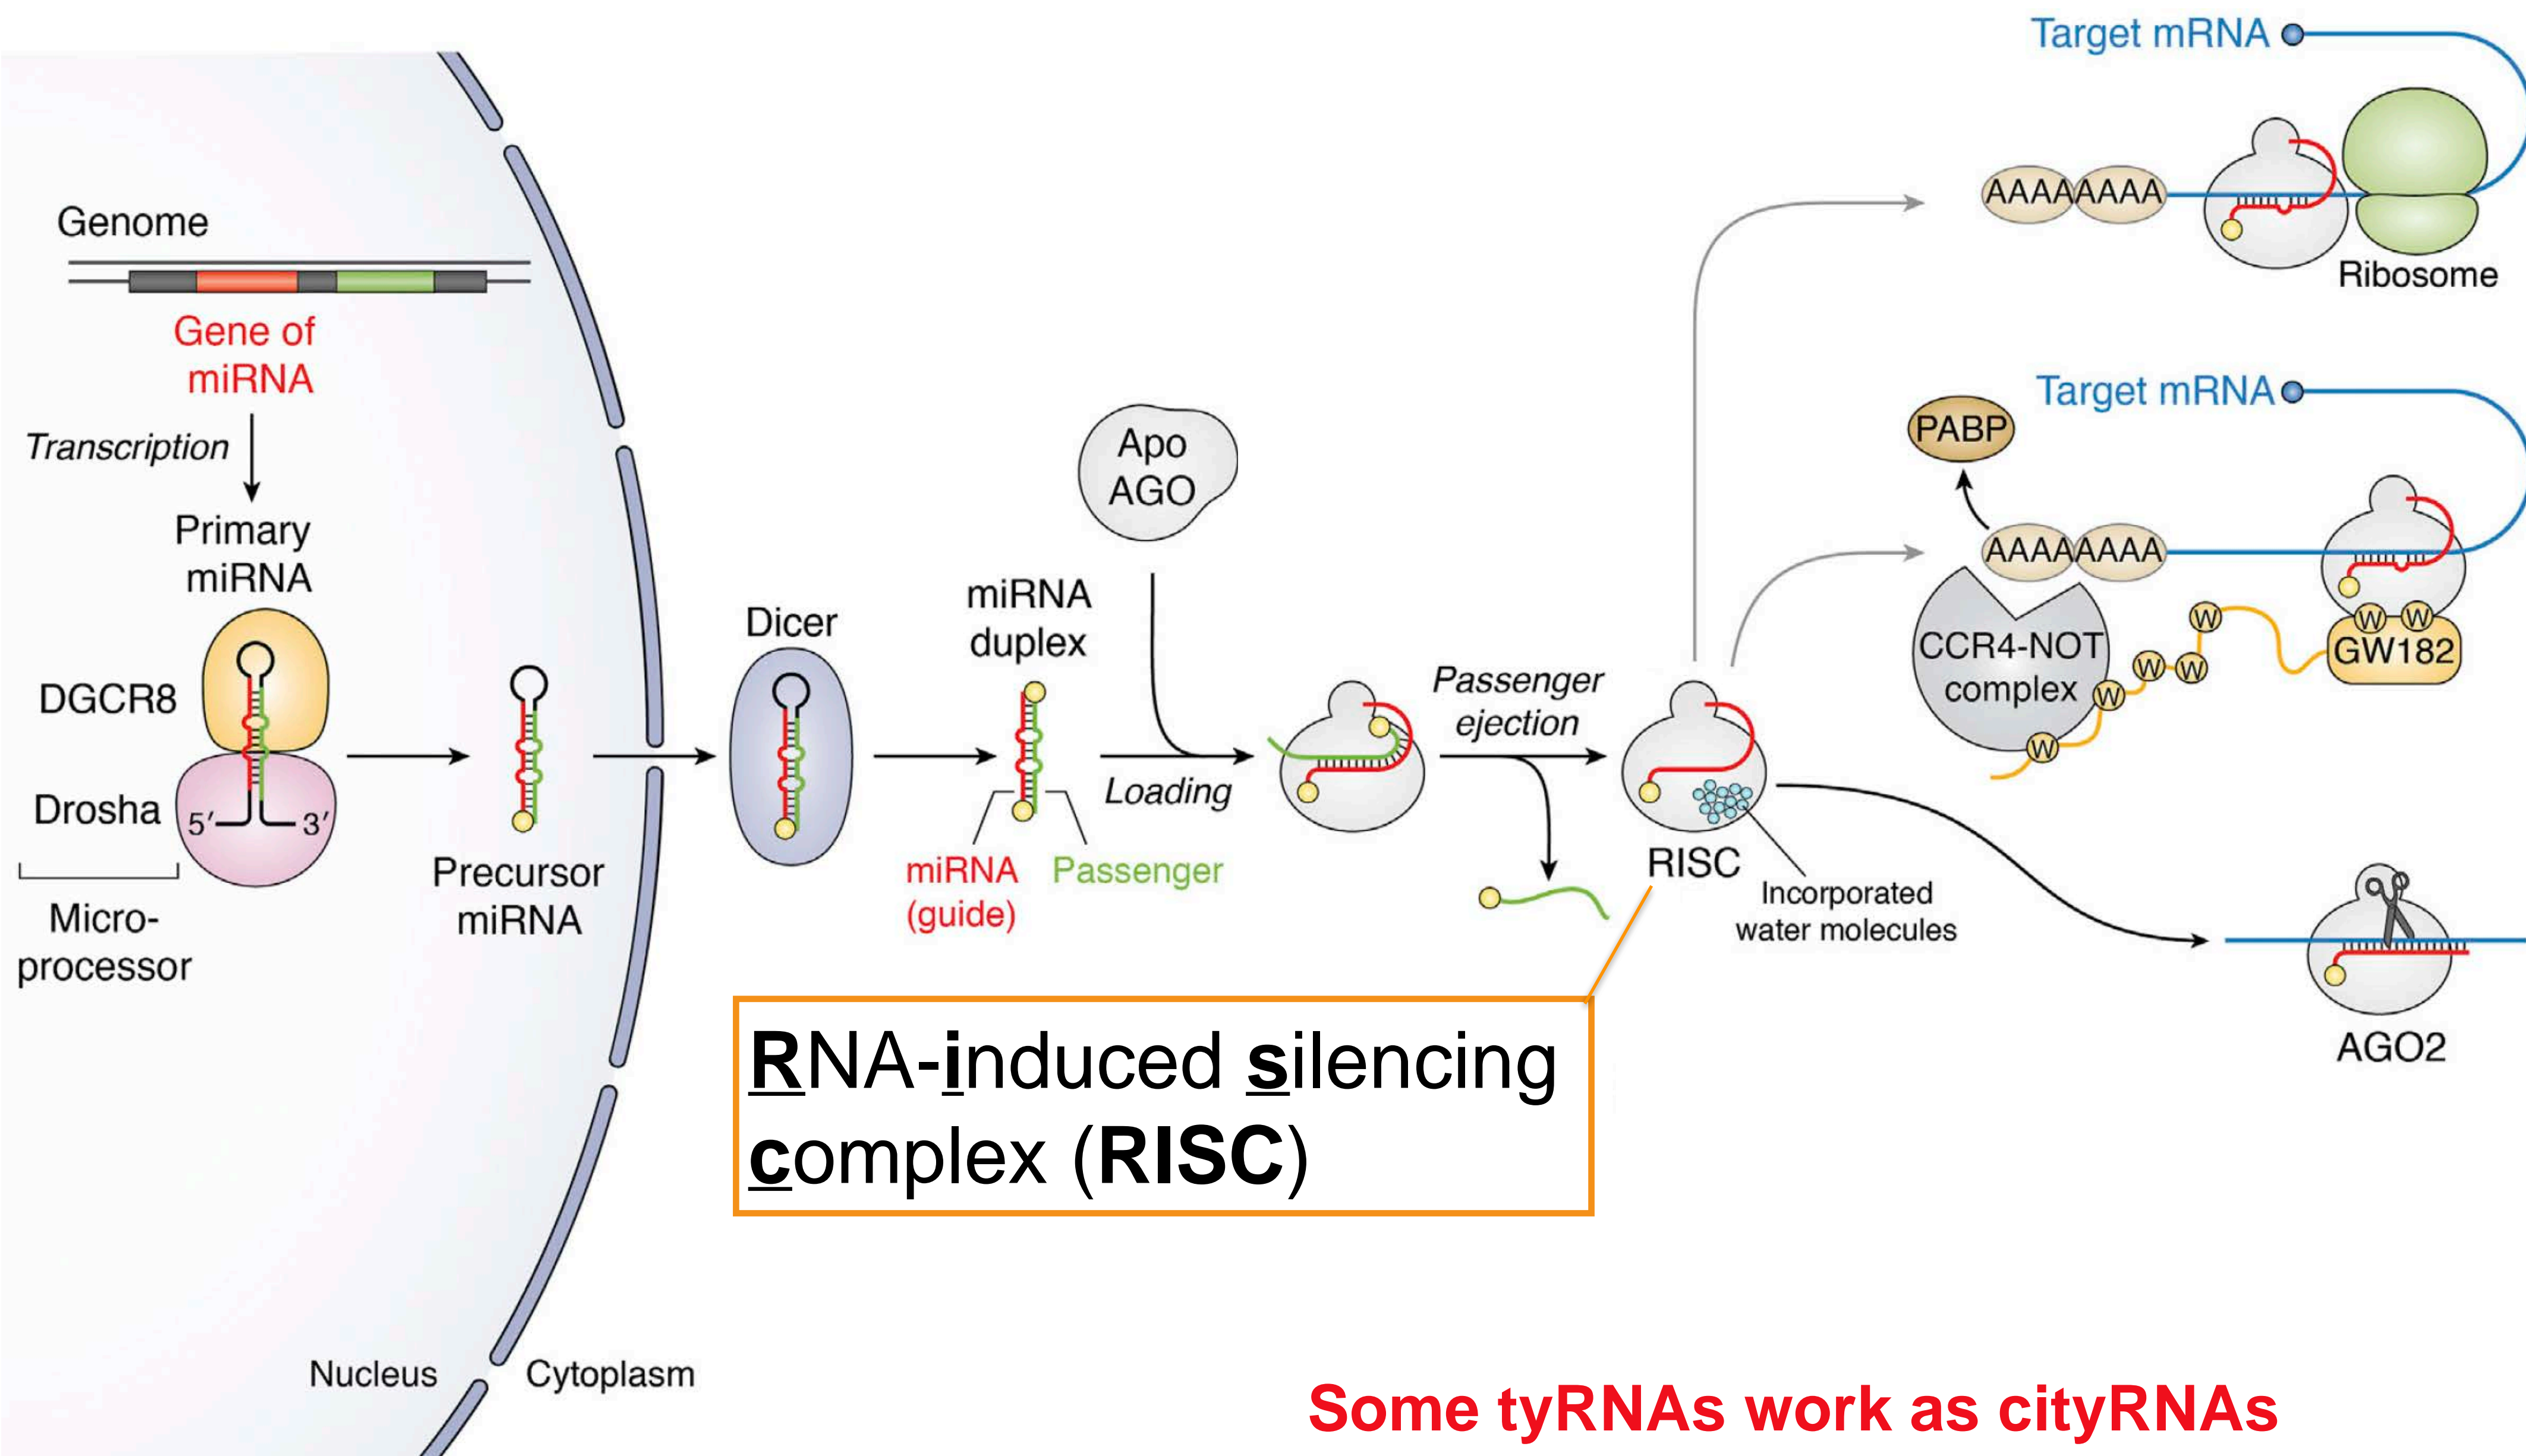 Genome
Gene of
miRNA
Transcription
Primary
miRNA
DGCR8
Drosha
5′
3′
Micro-
processor
Precursor
miRNA
Nucleus
Cytoplasm
Dicer
miRNA
duplex
miRNA
(guide)
Passenger
Apo
AGO
Loading
Passenger
ejection
RISC
Incorporated
water molecules
RNA-induced silencing
complex (RISC)
Target mRNA
AAAAAAAA
Ribosome
Target mRNA
PABP
AAAAAAAA
CCR4-NOT
complex
W
W
W
W
W
W W
GW182
AGO2
Some tyRNAs work as cityRNAs